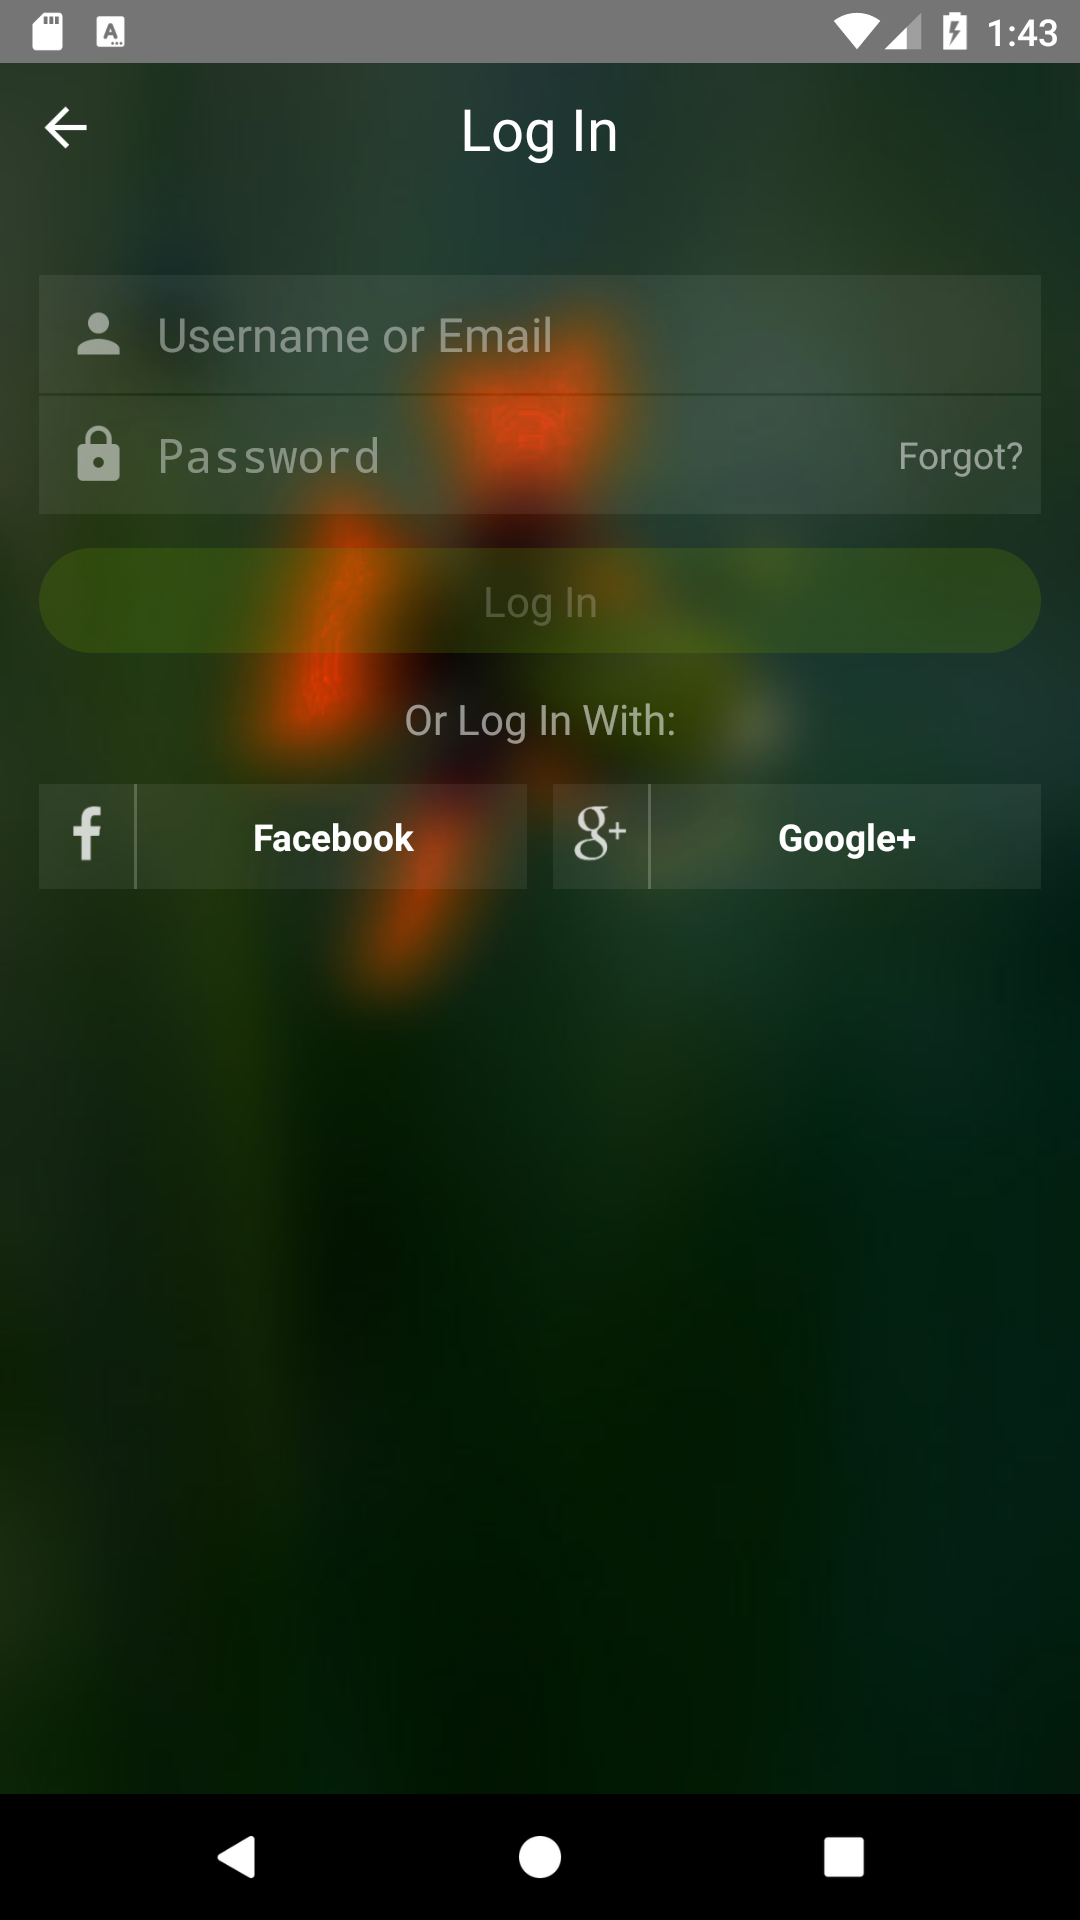 1:43
Log In
Username or Email
Password
Forgot?
Log In
Or Log In With:
Facebook
Google+